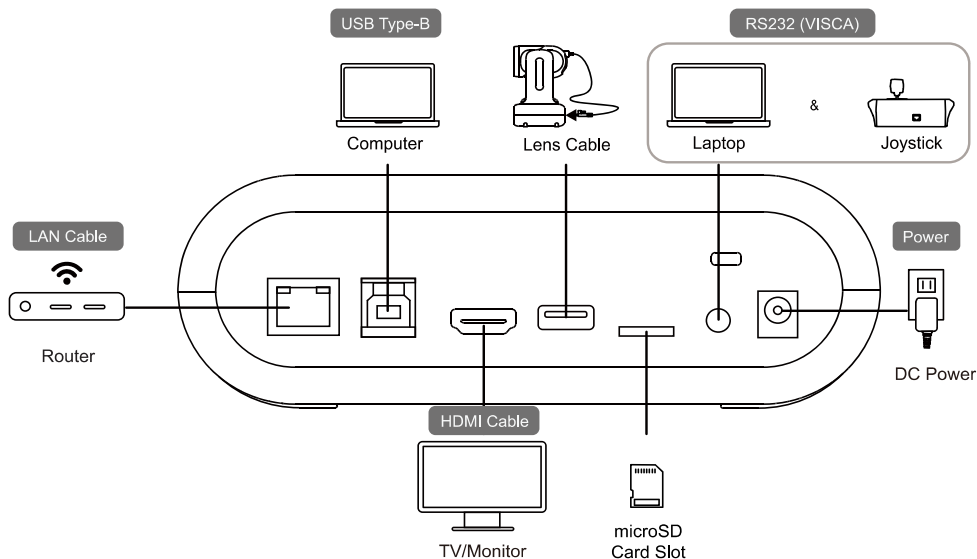 USB Type-B
RS232 (VISCA)
Computer
Lens Cable
Laptop
&
Joystick
LAN Cable
Power
Router
DC Power
HDMI Cable
TV/Monitor
microSD
Card Slot